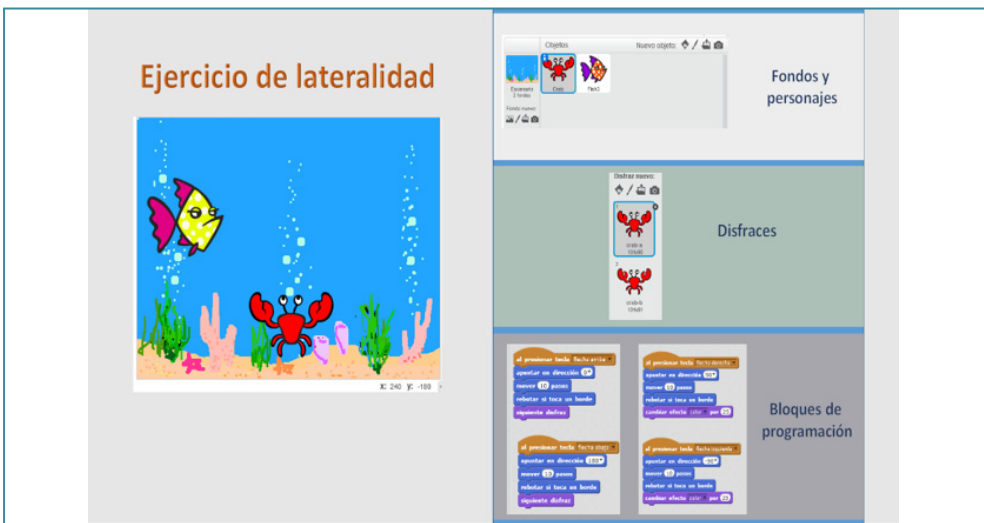 Ejercicio de lateralidad
x: 240 y: -180
Objetos
Nuevo objeto:
Escenario
2 fondos
Crab
Fondo nuevo:
Fondos y
personajes
Disfraz nuevo:
1
crab-a
2
crab-b
Disfraces
al presionar tecla flecha arriba
apuntar en dirección 0
mover 10 pasos
rebotar si toca un borde
siguiente disfraz
al presionar tecla flecha derecha
apuntar en dirección 90
mover 10 pasos
rebotar si toca un borde
cambiar efecto color por 25
al presionar tecla flecha abajo
apuntar en dirección 180
mover 10 pasos
rebotar si toca un borde
siguiente disfraz
al presionar tecla flecha izquierda
apuntar en dirección -90
mover 10 pasos
rebotar si toca un borde
cambiar efecto color por 25
Bloques de
programación